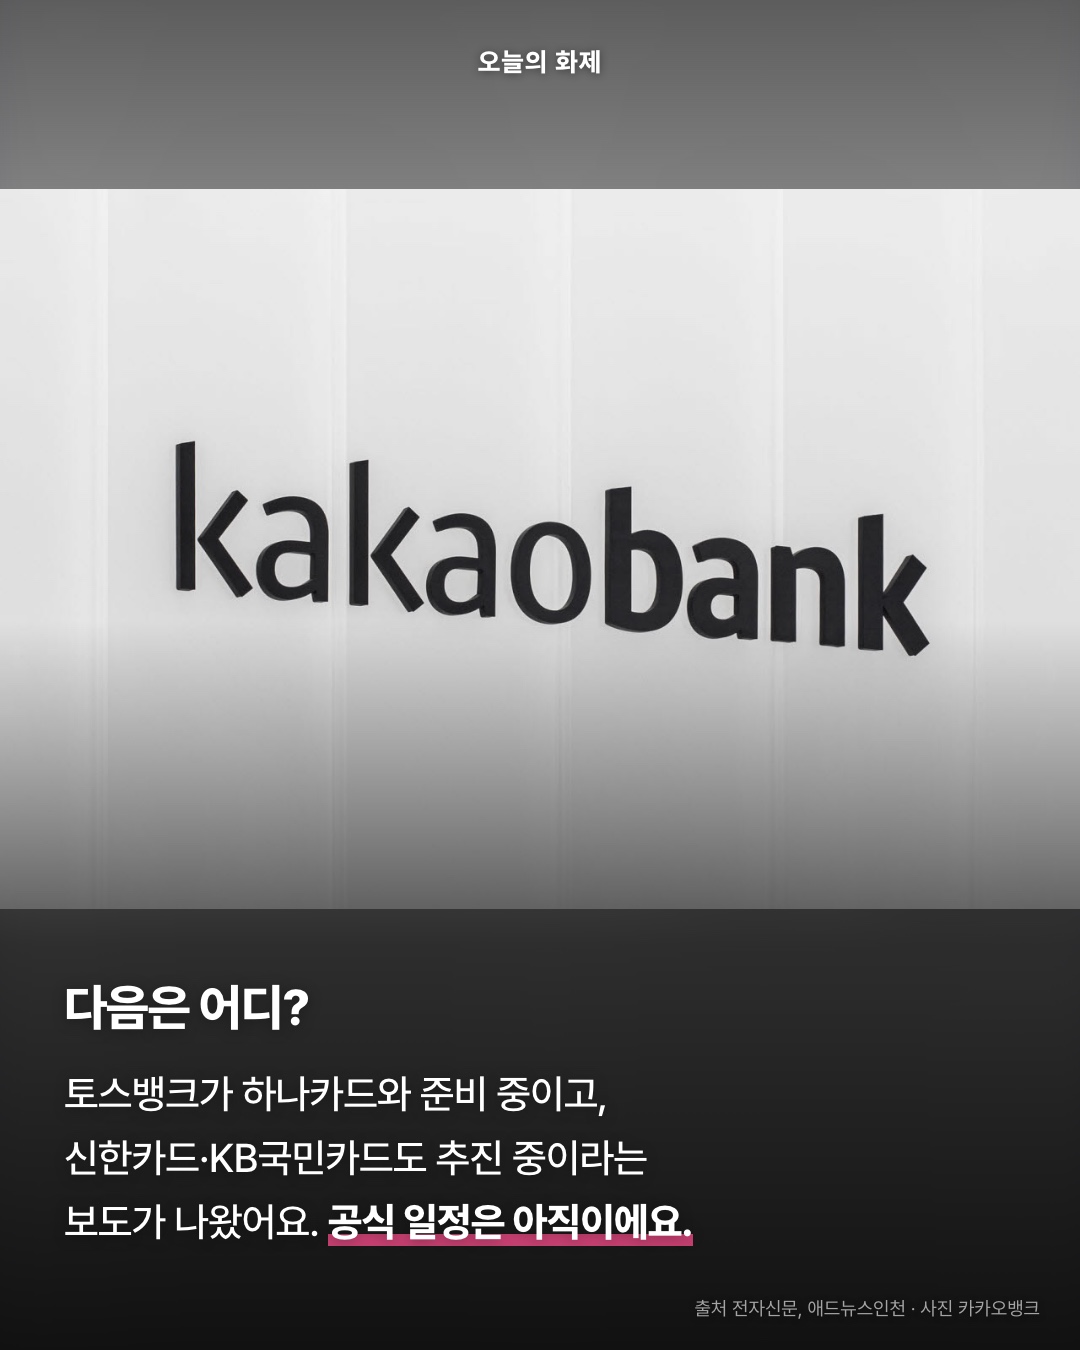 오늘의 화제
kakaobank
다음은 어디?
토스뱅크가 하나카드와 준비 중이고,
신한카드·KB국민카드도 추진 중이라는
보도가 나왔어요. 공식 일정은 아직이에요.
출처 전자신문, 애드뉴스인천 · 사진 카카오뱅크